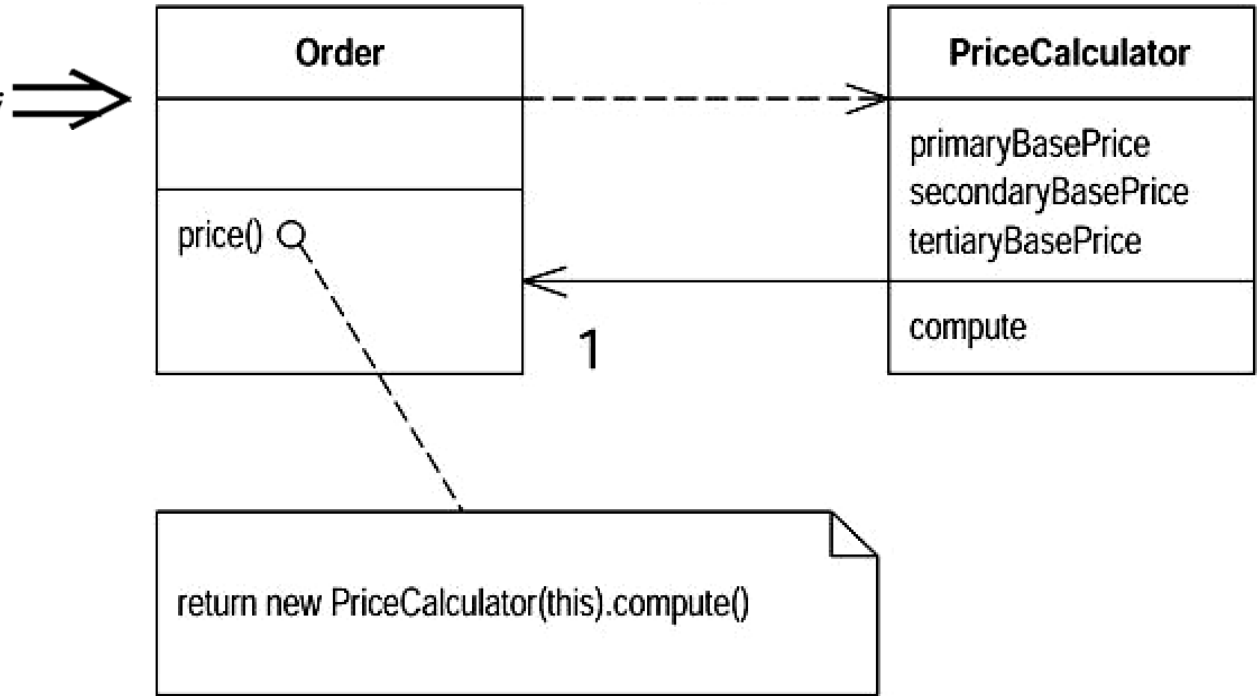 Order
price()
1
PriceCalculator
primaryBasePrice
secondaryBasePrice
tertiaryBasePrice
compute
return new PriceCalculator(this).compute()